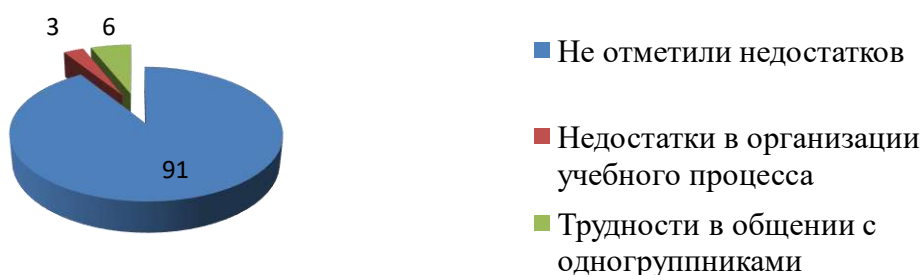 3 6
91
Не отметили недостатков
Недостатки в организации
учебного процесса
Трудности в общении с
одногруппниками